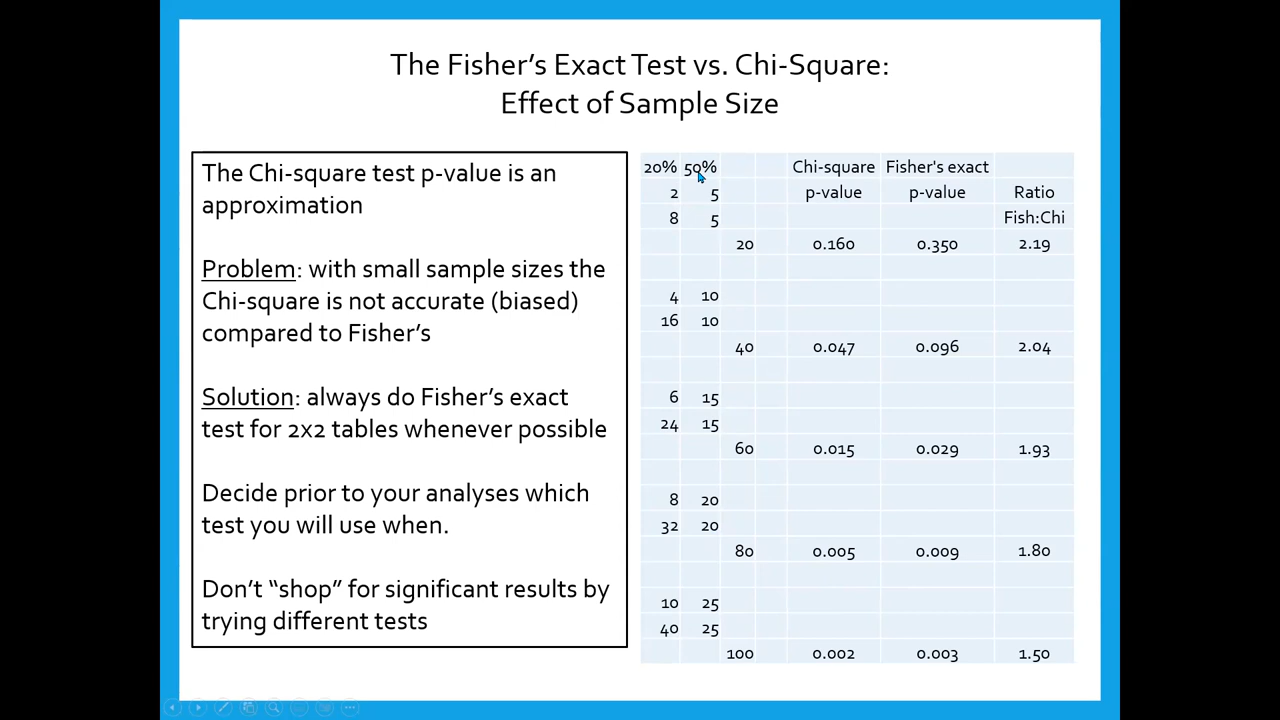 The Fisher's Exact Test vs. Chi-Square:
Effect of Sample Size
The Chi-square test p-value is an
approximation
Problem: with small sample sizes the
Chi-square is not accurate (biased)
compared to Fisher's
Solution: always do Fisher's exact
test for 2x2 tables whenever possible
Decide prior to your analyses which
test you will use when.
Don't “shop” for significant results by
trying different tests
20% 50% Chi-square Fisher's exact
2 5 p-value p-value Ratio
8 5 Fish:Chi
20 0.160 0.350 2.19
4 10
16 10
40 0.047 0.096 2.04
6 15
24 15
60 0.015 0.029 1.93
8 20
32 20
80 0.005 0.009 1.80
10 25
40 25
100 0.002 0.003 1.50